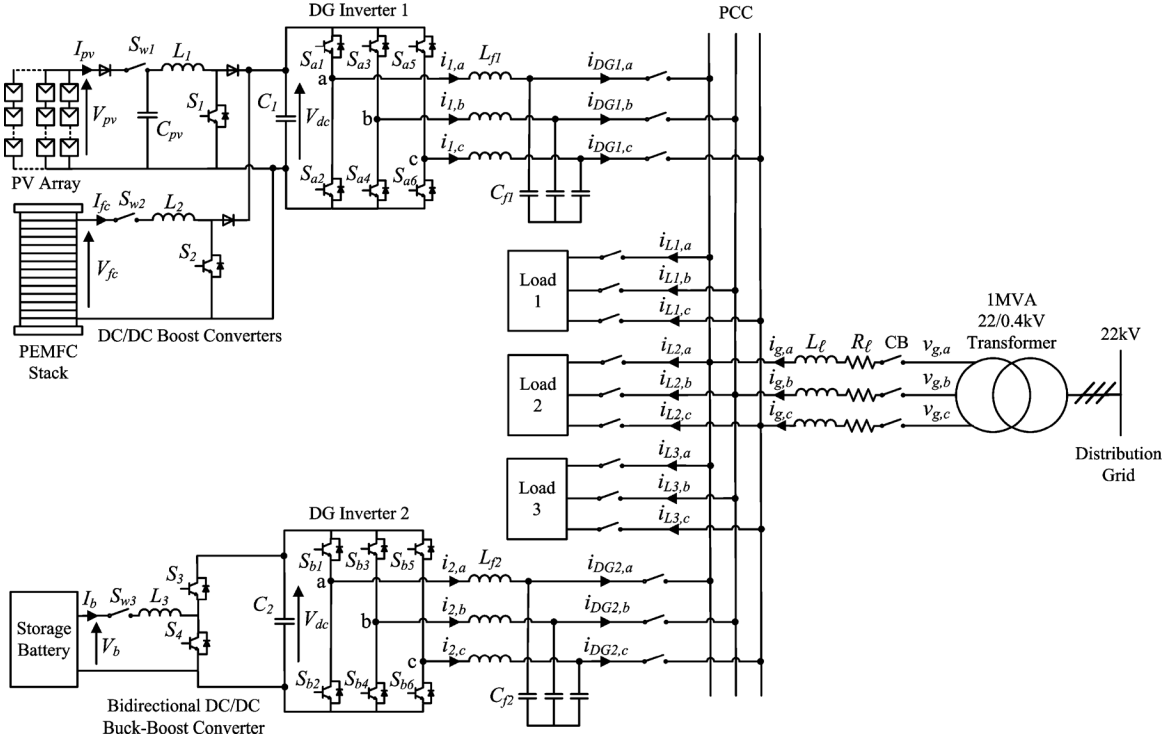 DG Inverter 1
PCC
I_pv
S_w1
L_1
S_1
V_pv
C_pv
PV Array
C_1
V_dc
S_a1
S_a3
S_a5
a
b
c
S_a2
S_a4
S_a6
i_1,a
i_1,b
i_1,c
L_f1
C_f1
i_DG1,a
i_DG1,b
i_DG1,c
I_fc
S_w2
L_2
S_2
V_fc
DC/DC Boost Converters
PEMFC
Stack
Load
1
i_L1,a
i_L1,b
i_L1,c
Load
2
i_L2,a
i_L2,b
i_L2,c
Load
3
i_L3,a
i_L3,b
i_L3,c
i_g,a
i_g,b
i_g,c
L_ℓ
R_ℓ
CB
v_g,a
v_g,b
v_g,c
1MVA
22/0.4kV
Transformer
22kV
Distribution
Grid
DG Inverter 2
Storage
Battery
I_b
S_w3
L_3
V_b
S_3
S_4
Bidirectional DC/DC
Buck-Boost Converter
C_2
V_dc
S_b1
S_b3
S_b5
a
b
c
S_b2
S_b4
S_b6
i_2,a
i_2,b
i_2,c
L_f2
C_f2
i_DG2,a
i_DG2,b
i_DG2,c